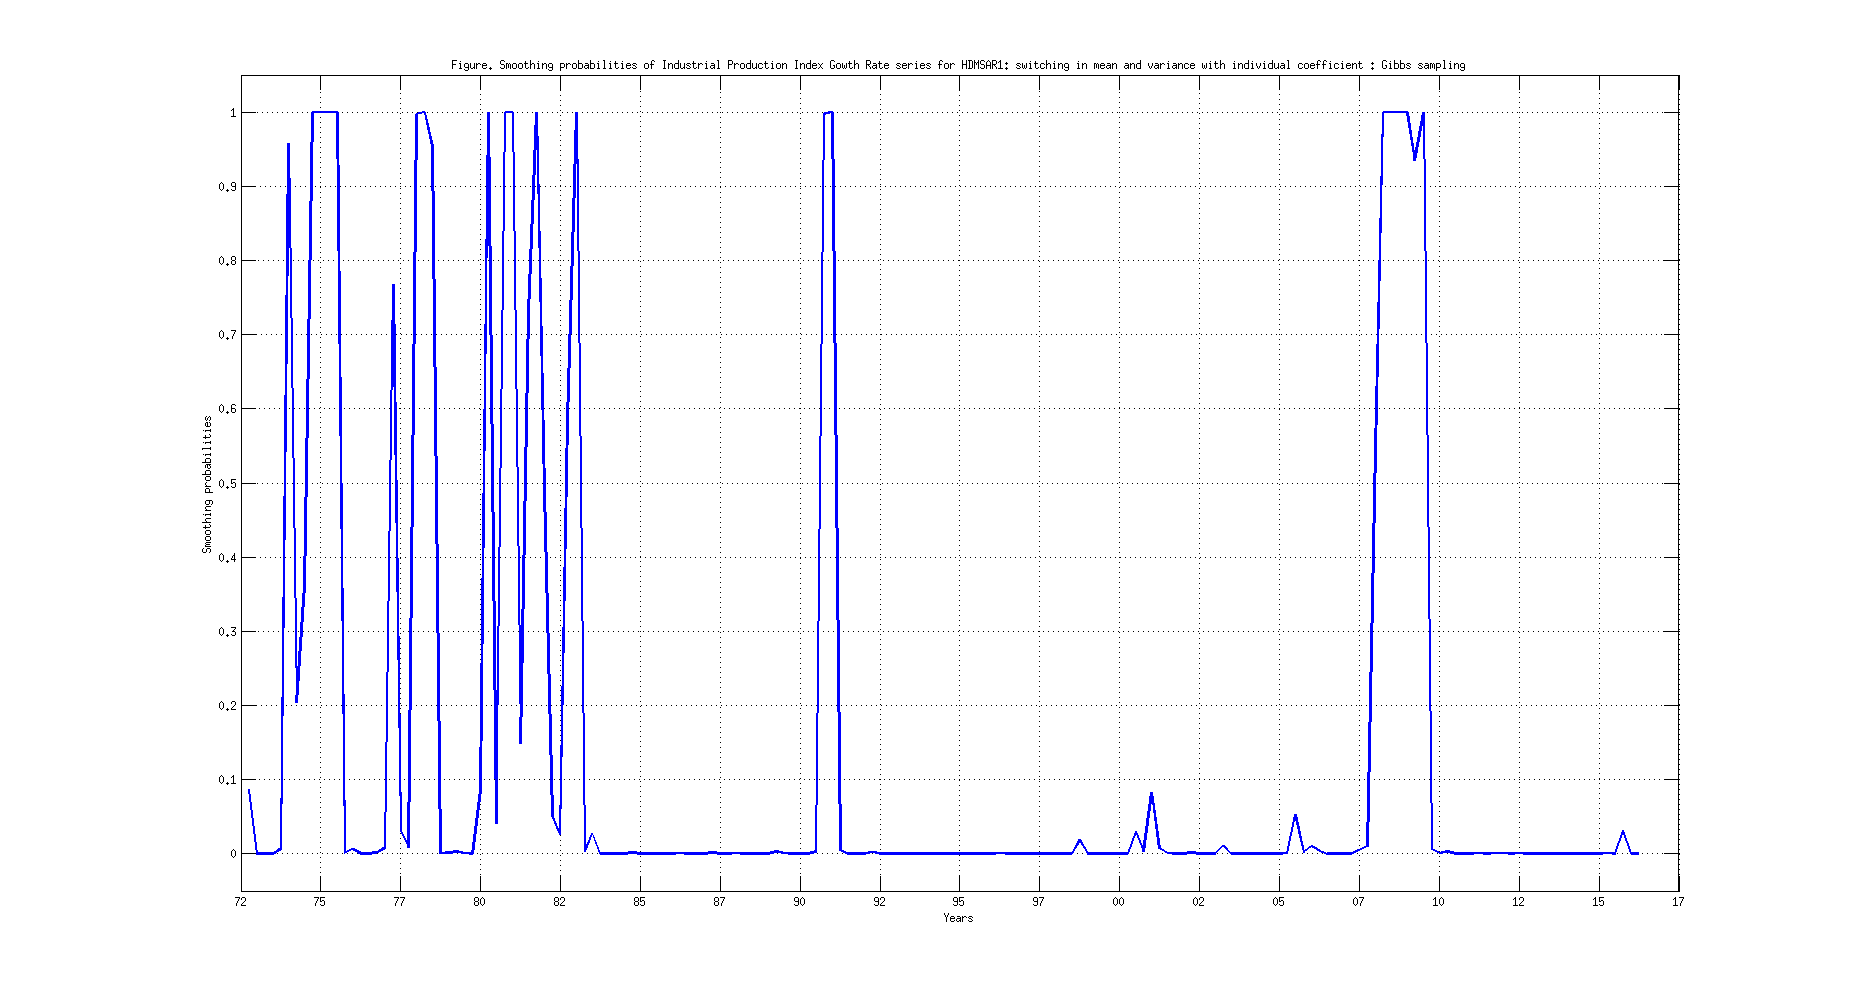 Figure. Smoothing probabilities of Industrial Production Index Gowth Rate series for HDMSAR1: switching in mean and variance with individual coefficient : Gibbs sampling
1
0.9
0.8
0.7
0.6
0.5
0.4
0.3
0.2
0.1
0
Smoothing probabilities
72 75 77 80 82 85 87 90 92 95 97 00 02 05 07 10 12 15 17
Years